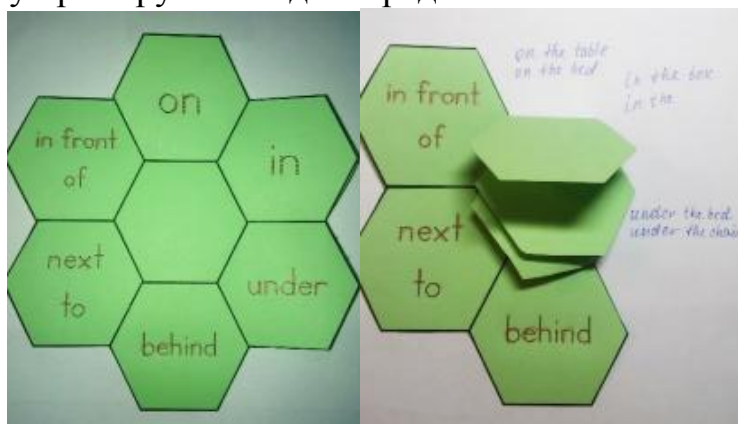 on
in front
of
in
next
to
under
behind
in front
of
next
to
behind
on the table
on the bed
in the box
in the
under the bed
under the chair